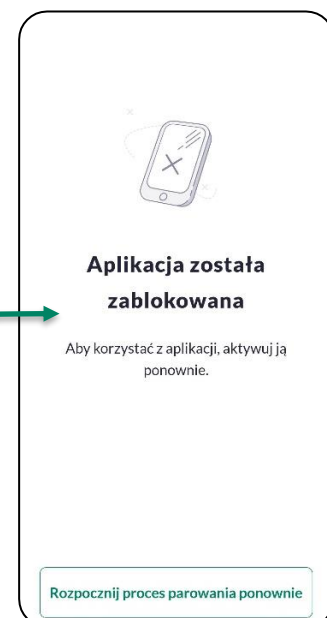 Aplikacja została
zablokowana
Aby korzystać z aplikacji, aktywuj ją
ponownie.
Rozpocznij proces parowania ponownie